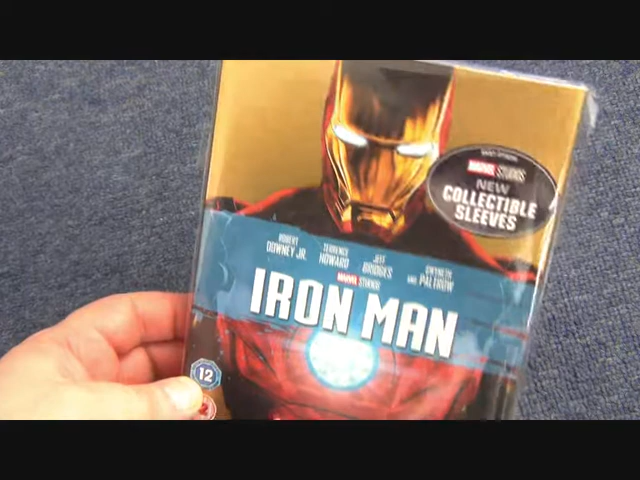 MARVEL STUDIOS
NEW
COLLECTIBLE
SLEEVES
ROBERT DOWNEY JR.
TERRENCE HOWARD
JEFF BRIDGES
AND GWYNETH PALTROW
MARVEL STUDIOS
IRON MAN
12